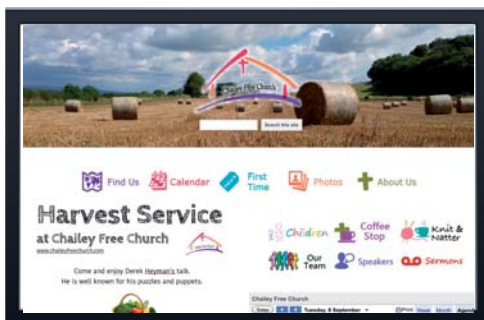 Chailey Free Church
Search this site
Find Us
Calendar
First Time
Photos
About Us
Harvest Service
at Chailey Free Church
www.chaileyfreechurch.com
Come and enjoy Derek Heyman's talk.
He is well known for his puzzles and puppets.
Children
Coffee Stop
Knit & Natter
Our Team
Speakers
Sermons
Chailey Free Church
Today
Tuesday, 8 September
Print
Week
Month
Agenda